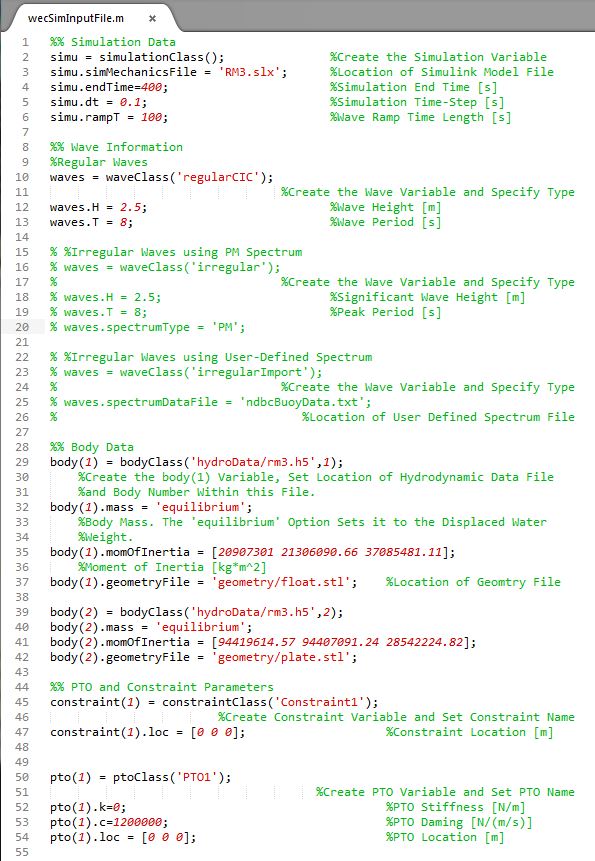 wecSimInputFile.m ×
1 %% Simulation Data
2 simu = simulationClass(); %Create the Simulation Variable
3 simu.simMechanicsFile = 'RM3.slx'; %Location of Simulink Model File
4 simu.endTime=400; %Simulation End Time [s]
5 simu.dt = 0.1; %Simulation Time-Step [s]
6 simu.rampT = 100; %Wave Ramp Time Length [s]
7
8 %% Wave Information
9 %Regular Waves
10 waves = waveClass('regularCIC');
11 %Create the Wave Variable and Specify Type
12 waves.H = 2.5; %Wave Height [m]
13 waves.T = 8; %Wave Period [s]
14
15 % %Irregular Waves using PM Spectrum
16 % waves = waveClass('irregular');
17 % %Create the Wave Variable and Specify Type
18 % waves.H = 2.5; %Significant Wave Height [m]
19 % waves.T = 8; %Peak Period [s]
20 % waves.spectrumType = 'PM';
21
22 % %Irregular Waves using User-Defined Spectrum
23 % waves = waveClass('irregularImport');
24 % %Create the Wave Variable and Specify Type
25 % waves.spectrumDataFile = 'ndbcBuoyData.txt';
26 % %Location of User Defined Spectrum File
27
28 %% Body Data
29 body(1) = bodyClass('hydroData/rm3.h5',1);
30 %Create the body(1) Variable, Set Location of Hydrodynamic Data File
31 %and Body Number Within this File.
32 body(1).mass = 'equilibrium';
33 %Body Mass. The 'equilibrium' Option Sets it to the Displaced Water
34 %Weight.
35 body(1).momOfInertia = [20907301 21306090.66 37085481.11];
36 %Moment of Inertia [kg*m^2]
37 body(1).geometryFile = 'geometry/float.stl'; %Location of Geomtry File
38
39 body(2) = bodyClass('hydroData/rm3.h5',2);
40 body(2).mass = 'equilibrium';
41 body(2).momOfInertia = [94419614.57 94407091.24 28542224.82];
42 body(2).geometryFile = 'geometry/plate.stl';
43
44 %% PTO and Constraint Parameters
45 constraint(1) = constraintClass('Constraint1');
46 %Create Constraint Variable and Set Constraint Name
47 constraint(1).loc = [0 0 0]; %Constraint Location [m]
48
49
50 pto(1) = ptoClass('PTO1');
51 %Create PTO Variable and Set PTO Name
52 pto(1).k=0; %PTO Stiffness [N/m]
53 pto(1).c=1200000; %PTO Daming [N/(m/s)]
54 pto(1).loc = [0 0 0]; %PTO Location [m]
55